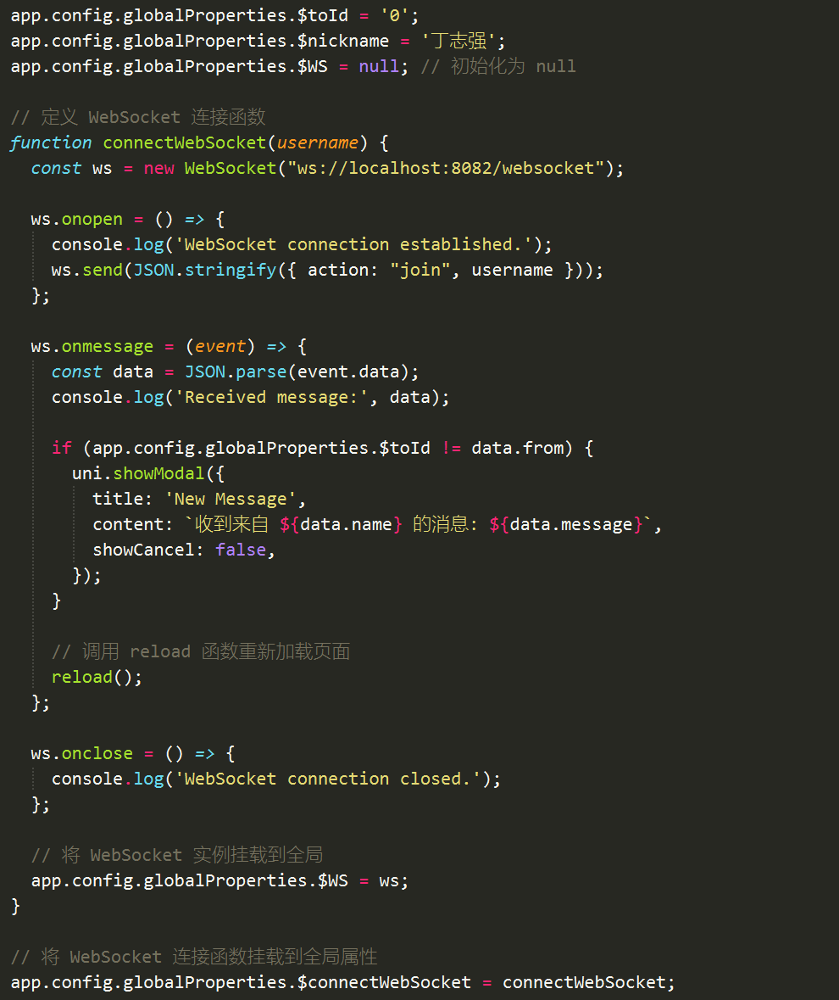 app.config.globalProperties.$toId = '0';
app.config.globalProperties.$nickname = '丁志强';
app.config.globalProperties.$WS = null; // 初始化为 null
// 定义 WebSocket 连接函数
function connectWebSocket(username) {
  const ws = new WebSocket("ws://localhost:8082/websocket");
  ws.onopen = () => {
    console.log('WebSocket connection established.');
    ws.send(JSON.stringify({ action: "join", username }));
  };
  ws.onmessage = (event) => {
    const data = JSON.parse(event.data);
    console.log('Received message:', data);
    if (app.config.globalProperties.$toId != data.from) {
      uni.showModal({
        title: 'New Message',
        content: `收到来自 ${data.name} 的消息: ${data.message}`,
        showCancel: false,
      });
    }
    // 调用 reload 函数重新加载页面
    reload();
  };
  ws.onclose = () => {
    console.log('WebSocket connection closed.');
  };
  // 将 WebSocket 实例挂载到全局
  app.config.globalProperties.$WS = ws;
}
// 将 WebSocket 连接函数挂载到全局属性
app.config.globalProperties.$connectWebSocket = connectWebSocket;